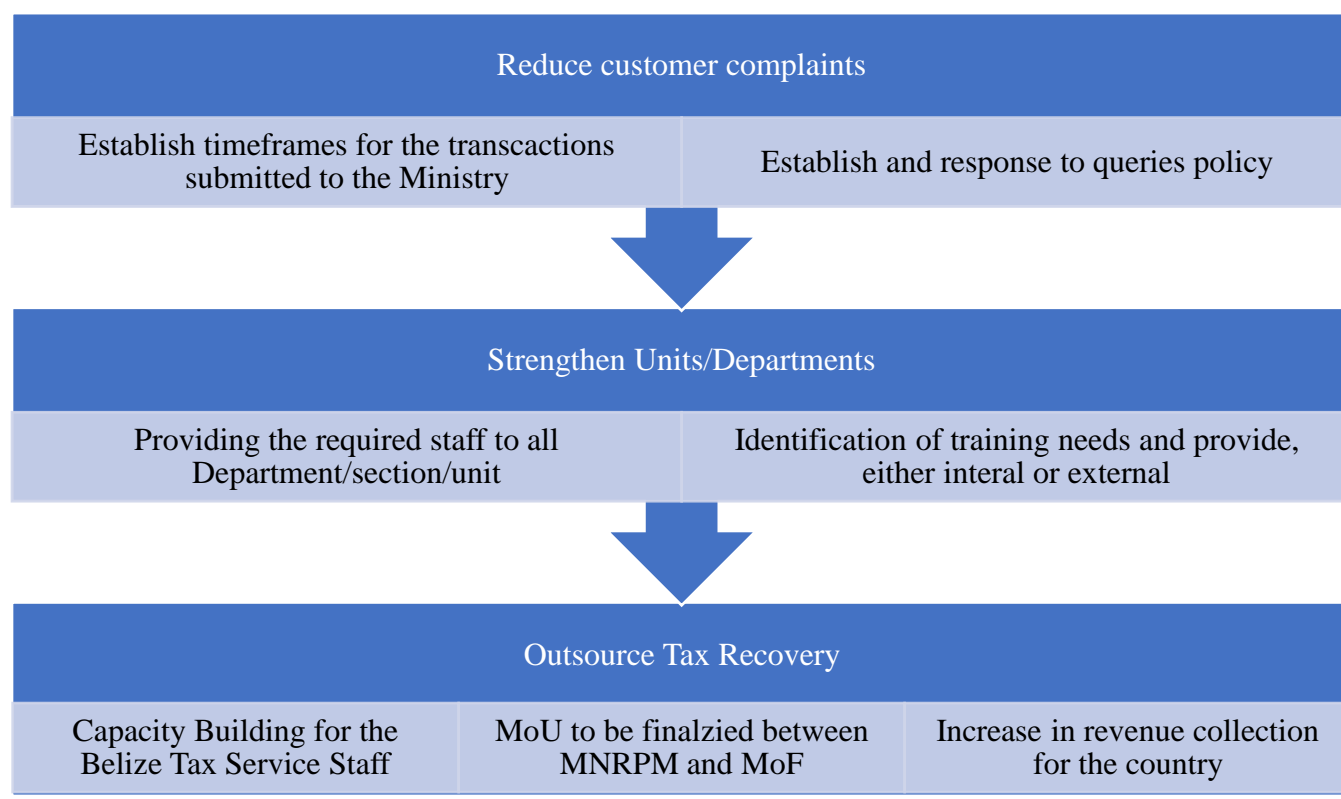 Reduce customer complaints
Establish timeframes for the transcactions
submitted to the Ministry
Establish and response to queries policy
Strengthen Units/Departments
Providing the required staff to all
Department/section/unit
Identification of training needs and provide,
either interal or external
Outsource Tax Recovery
Capacity Building for the
Belize Tax Service Staff
MoU to be finalzied between
MNRPM and MoF
Increase in revenue collection
for the country